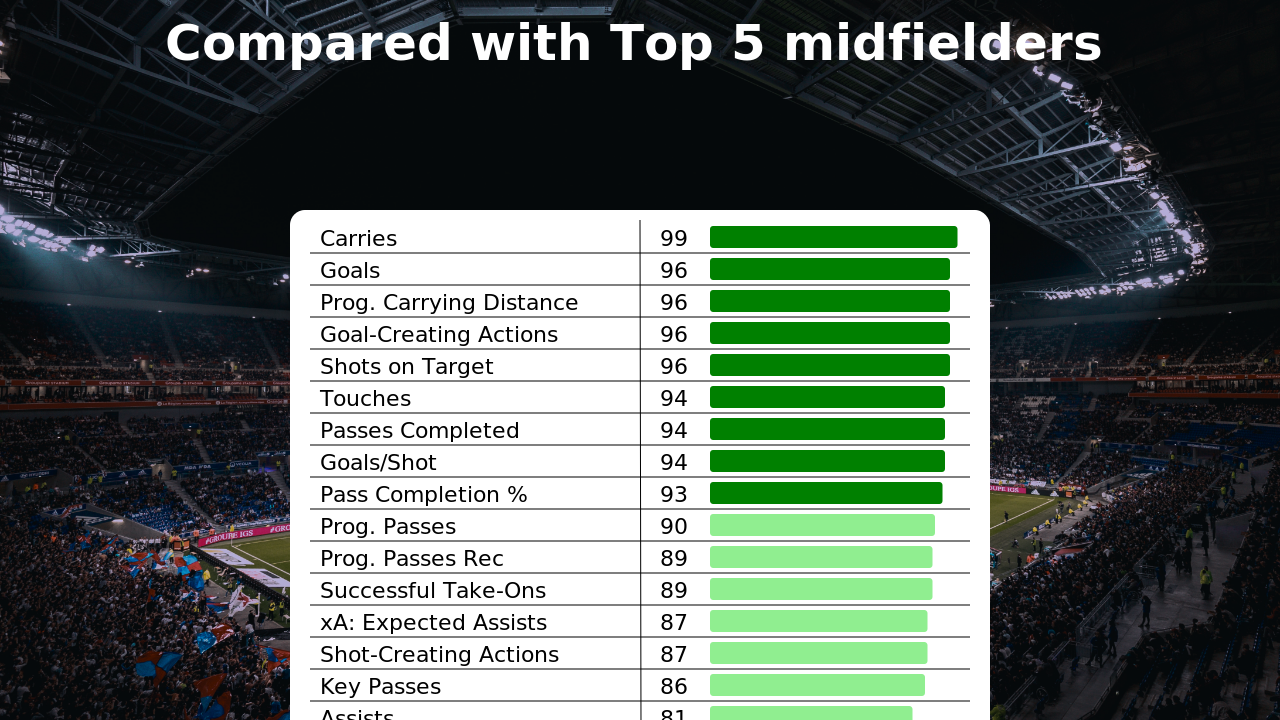 Compared with Top 5 midfielders
Carries 99
Goals 96
Prog. Carrying Distance 96
Goal-Creating Actions 96
Shots on Target 96
Touches 94
Passes Completed 94
Goals/Shot 94
Pass Completion % 93
Prog. Passes 90
Prog. Passes Rec 89
Successful Take-Ons 89
xA: Expected Assists 87
Shot-Creating Actions 87
Key Passes 86
Assists 81
#GROUPE IGS